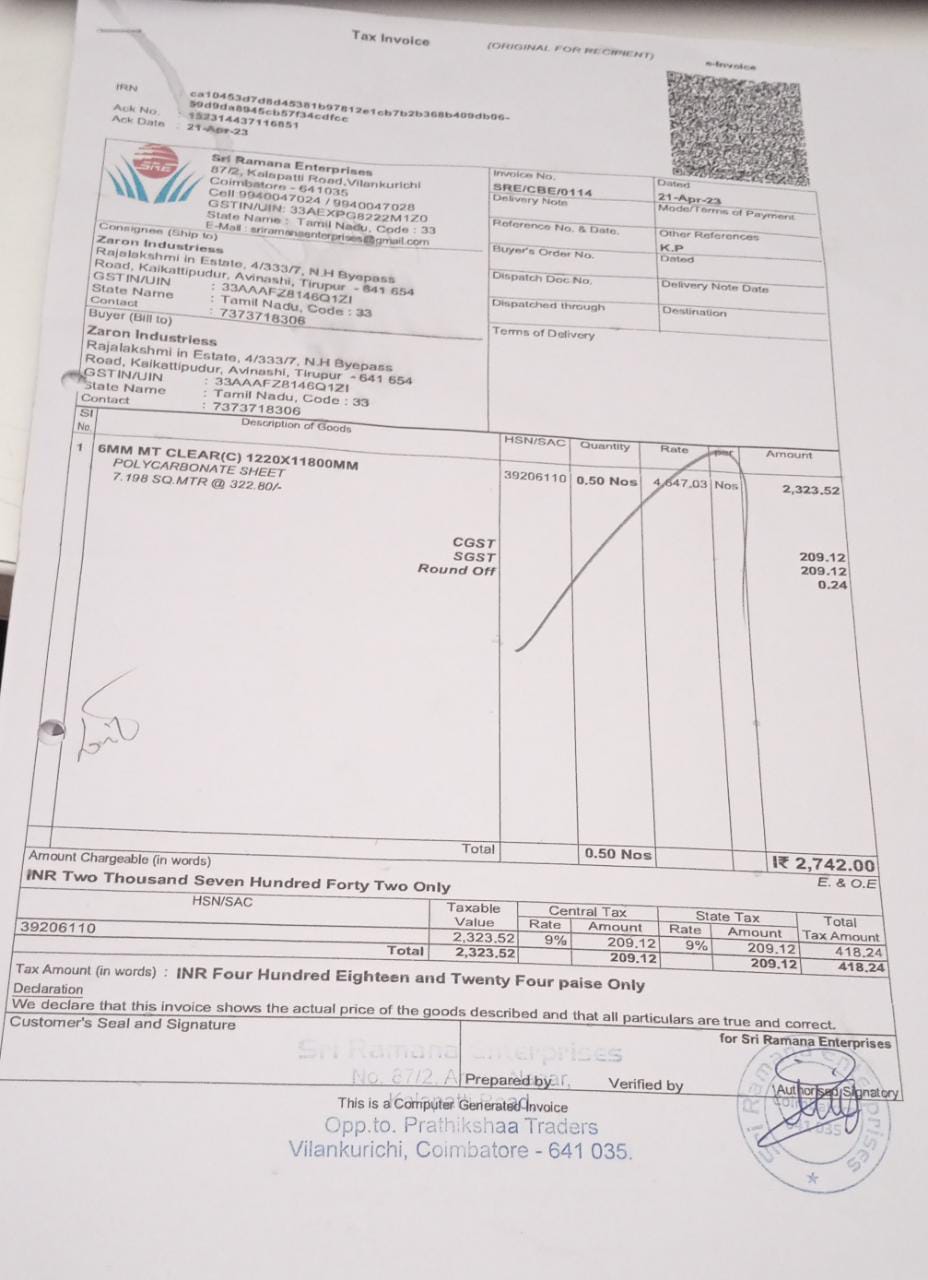 Tax Invoice
(ORIGINAL FOR RECIPIENT)
e-Invoice
IRN : ca10453d7d8d45381b97812e1cb7b2b368b409db06-
99d9da8945cb57f34cdfcc
Ack No. : 152314437116851
Ack Date : 21-Apr-23
SRE
Sri Ramana Enterprises
87/2, Kalapatti Road,Vilankurichi
Coimbatore - 641035
Cell 9940047024 / 9940047028
GSTIN/UIN: 33AEXPG8222M1Z0
State Name : Tamil Nadu, Code : 33
E-Mail : sriramanaenterprises@gmail.com
Invoice No.
SRE/CBE/0114
Dated
21-Apr-23
Delivery Note
Mode/Terms of Payment
Reference No. & Date.
Other References
K.P
Buyer's Order No.
Dated
Dispatch Doc No.
Delivery Note Date
Dispatched through
Destination
Terms of Delivery
Consignee (Ship to)
Zaron Industriess
Rajalakshmi in Estate, 4/333/7, N.H Byepass
Road, Kaikattipudur, Avinashi, Tirupur - 641 654
GSTIN/UIN : 33AAAFZ8146Q1ZI
State Name : Tamil Nadu, Code : 33
Contact : 7373718306
Buyer (Bill to)
Zaron Industriess
Rajalakshmi in Estate, 4/333/7, N.H Byepass
Road, Kaikattipudur, Avinashi, Tirupur - 641 654
GSTIN/UIN : 33AAAFZ8146Q1ZI
State Name : Tamil Nadu, Code : 33
Contact : 7373718306
Sl No. Description of Goods HSN/SAC Quantity Rate per Amount
1 6MM MT CLEAR(C) 1220X11800MM 39206110 0.50 Nos 4,647.03 Nos 2,323.52
POLYCARBONATE SHEET
7.198 SQ.MTR @ 322.80/-
CGST 209.12
SGST 209.12
Round Off 0.24
Total 0.50 Nos I₹ 2,742.00
Amount Chargeable (in words) E. & O.E
INR Two Thousand Seven Hundred Forty Two Only
HSN/SAC Taxable Value Central Tax State Tax Total Tax Amount
Rate Amount Rate Amount
39206110 2,323.52 9% 209.12 9% 209.12 418.24
Total 2,323.52 209.12 209.12 418.24
Tax Amount (in words) : INR Four Hundred Eighteen and Twenty Four paise Only
Declaration
We declare that this invoice shows the actual price of the goods described and that all particulars are true and correct.
Customer's Seal and Signature
for Sri Ramana Enterprises
Sri Ramana Enterprises
No. 87/2,
Prepared by
Verified by
Authorised Signatory
This is a Computer Generated Invoice
Opp.to. Prathikshaa Traders
Vilankurichi, Coimbatore - 641 035.
Sri Ramana Enterprises
641 035